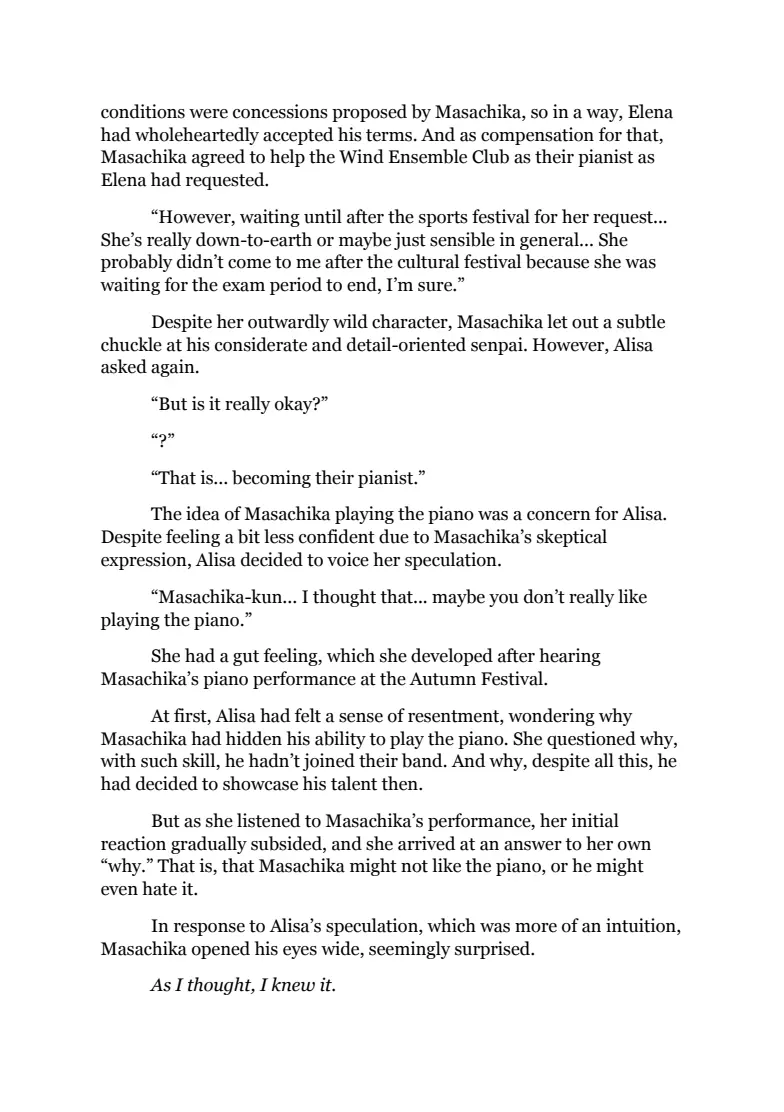 conditions were concessions proposed by Masachika, so in a way, Elena
had wholeheartedly accepted his terms. And as compensation for that,
Masachika agreed to help the Wind Ensemble Club as their pianist as
Elena had requested.
“However, waiting until after the sports festival for her request...
She’s really down-to-earth or maybe just sensible in general... She
probably didn’t come to me after the cultural festival because she was
waiting for the exam period to end, I’m sure.”
Despite her outwardly wild character, Masachika let out a subtle
chuckle at his considerate and detail-oriented senpai. However, Alisa
asked again.
“But is it really okay?”
“?”
“That is... becoming their pianist.”
The idea of Masachika playing the piano was a concern for Alisa.
Despite feeling a bit less confident due to Masachika’s skeptical
expression, Alisa decided to voice her speculation.
“Masachika-kun... I thought that... maybe you don’t really like
playing the piano.”
She had a gut feeling, which she developed after hearing
Masachika’s piano performance at the Autumn Festival.
At first, Alisa had felt a sense of resentment, wondering why
Masachika had hidden his ability to play the piano. She questioned why,
with such skill, he hadn’t joined their band. And why, despite all this, he
had decided to showcase his talent then.
But as she listened to Masachika’s performance, her initial
reaction gradually subsided, and she arrived at an answer to her own
“why.” That is, that Masachika might not like the piano, or he might
even hate it.
In response to Alisa’s speculation, which was more of an intuition,
Masachika opened his eyes wide, seemingly surprised.
As I thought, I knew it.